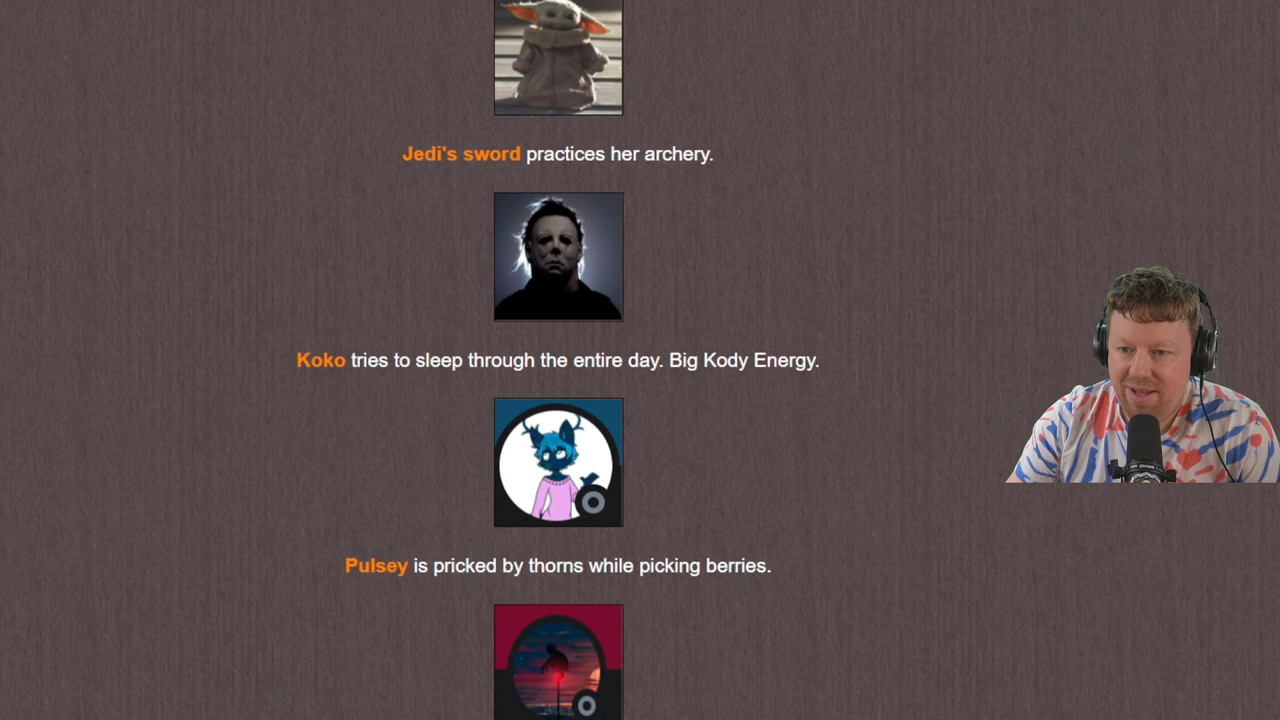 Jedi's sword practices her archery.
Koko tries to sleep through the entire day. Big Kody Energy.
Pulsey is pricked by thorns while picking berries.